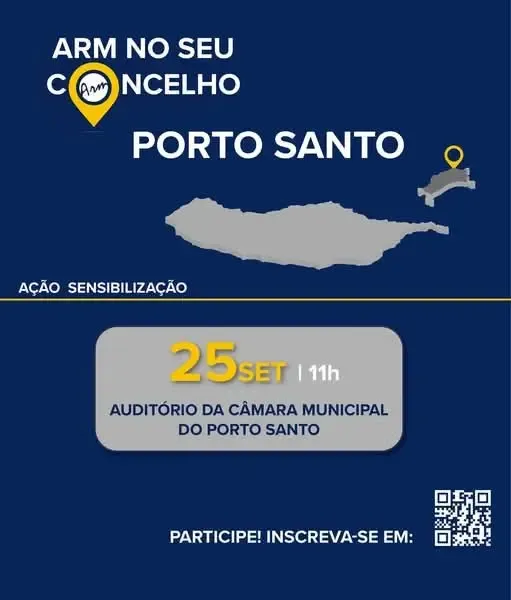 ARM NO SEU
CONCELHO
Arm
PORTO SANTO
AÇÃO SENSIBILIZAÇÃO
25SET | 11h
AUDITÓRIO DA CÂMARA MUNICIPAL
DO PORTO SANTO
PARTICIPE! INSCREVA-SE EM: